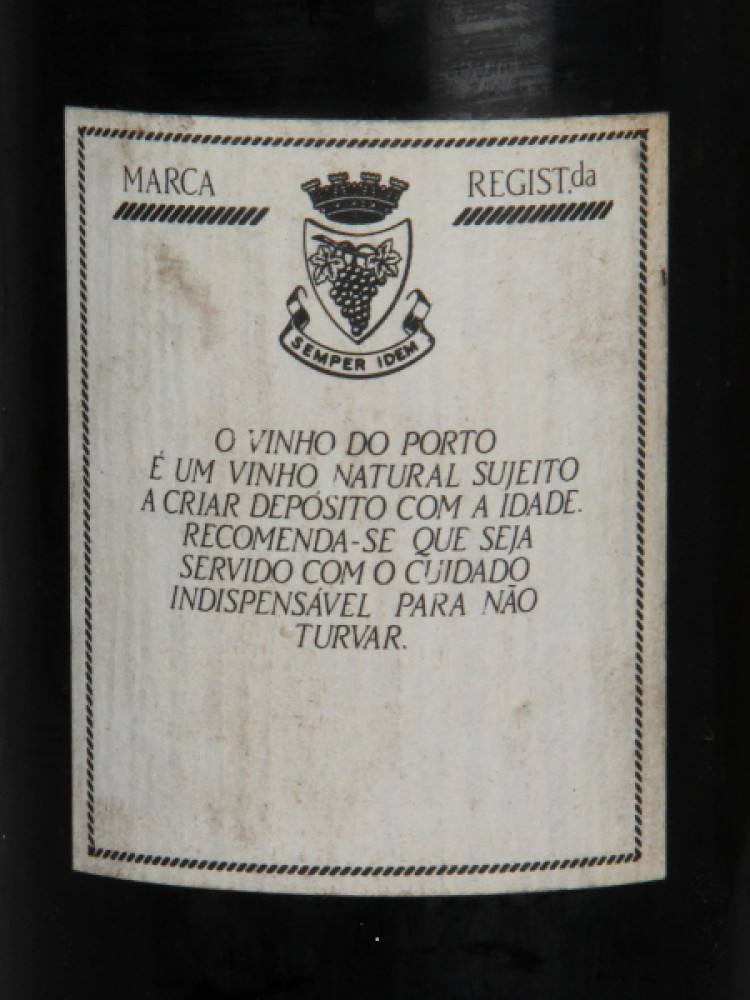 MARCA REGIST.da
SEMPER IDEM
O VINHO DO PORTO
É UM VINHO NATURAL SUJEITO
A CRIAR DEPÓSITO COM A IDADE.
RECOMENDA-SE QUE SEJA
SERVIDO COM O CUIDADO
INDISPENSÁVEL PARA NÃO
TURVAR.